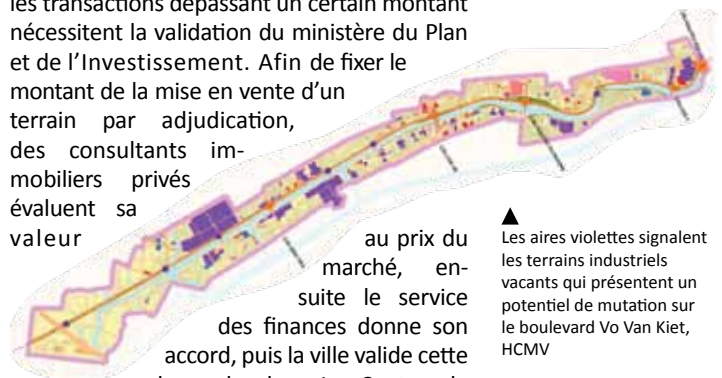 les transactions dépassant un certain montant
nécessitent la validation du ministère du Plan
et de l'Investissement. Afin de fixer le
montant de la mise en vente d'un
terrain par adjudication,
des consultants im-
mobiliers privés
évaluent sa
valeur au prix du
marché, en-
suite le service
des finances donne son
accord, puis la ville valide cette
▲
Les aires violettes signalent
les terrains industriels
vacants qui présentent un
potentiel de mutation sur
le boulevard Vo Van Kiet,
HCMV